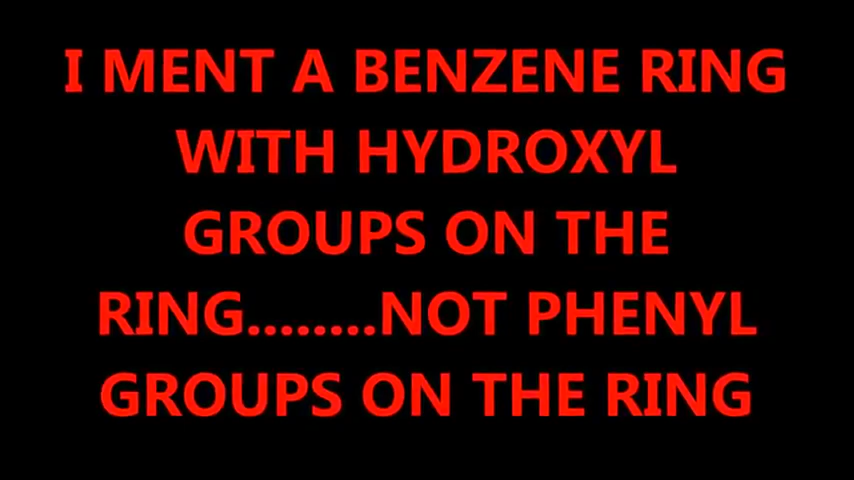 I MENT A BENZENE RING
WITH HYDROXYL
GROUPS ON THE
RING........NOT PHENYL
GROUPS ON THE RING